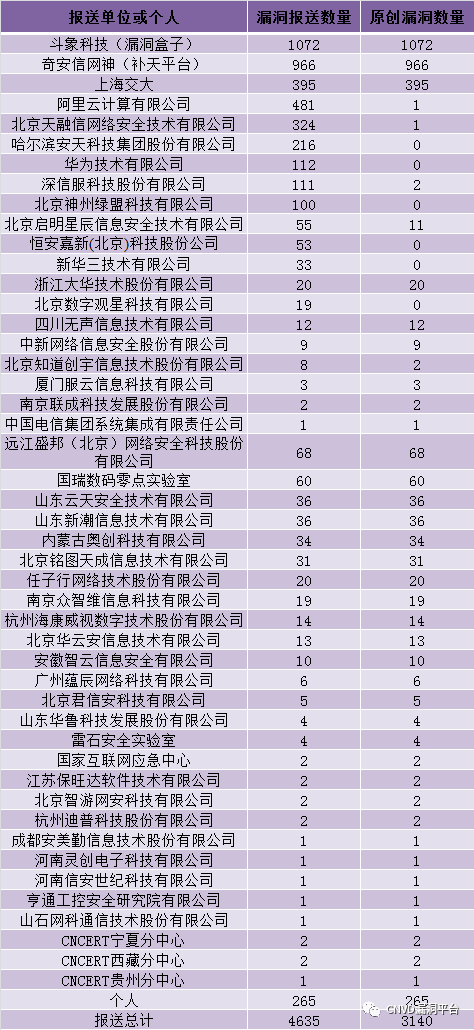 报送单位或个人 漏洞报送数量 原创漏洞数量
斗象科技（漏洞盒子） 1072 1072
奇安信网神（补天平台） 966 966
上海交大 395 395
阿里云计算有限公司 481 1
北京天融信网络安全技术有限公司 324 1
哈尔滨安天科技集团股份有限公司 216 0
华为技术有限公司 112 0
深信服科技股份有限公司 111 2
北京神州绿盟科技有限公司 100 0
北京启明星辰信息安全技术有限公司 55 11
恒安嘉新(北京)科技股份公司 53 0
新华三技术有限公司 33 0
浙江大华技术股份有限公司 20 20
北京数字观星科技有限公司 19 0
四川无声信息技术有限公司 12 12
中新网络信息安全股份有限公司 9 9
北京知道创宇信息技术股份有限公司 8 2
厦门服云信息科技有限公司 3 3
南京联成科技发展股份有限公司 2 2
中国电信集团系统集成有限责任公司 1 1
远江盛邦（北京）网络安全科技股份
有限公司 68 68
国瑞数码零点实验室 60 60
山东云天安全技术有限公司 36 36
山东新潮信息技术有限公司 36 36
内蒙古奥创科技有限公司 34 34
北京铭图天成信息技术有限公司 31 31
任子行网络技术股份有限公司 20 20
南京众智维信息科技有限公司 19 19
杭州海康威视数字技术股份有限公司 14 14
北京华云安信息技术有限公司 13 13
安徽智云信息安全有限公司 10 10
广州蕴辰网络科技有限公司 6 6
北京君信安科技有限公司 5 5
山东华鲁科技发展股份有限公司 4 4
雷石安全实验室 4 4
国家互联网应急中心 2 2
江苏保旺达软件技术有限公司 2 2
北京智游网安科技有限公司 2 2
杭州迪普科技股份有限公司 2 2
成都安美勤信息技术股份有限公司 1 1
河南灵创电子科技有限公司 1 1
河南信安世纪科技有限公司 1 1
亨通工控安全研究院有限公司 1 1
山石网科通信技术股份有限公司 1 1
CNCERT宁夏分中心 2 2
CNCERT西藏分中心 2 2
CNCERT贵州分中心 1 1
个人 265 265
报送总计 4635 3140
CNVD漏洞平台